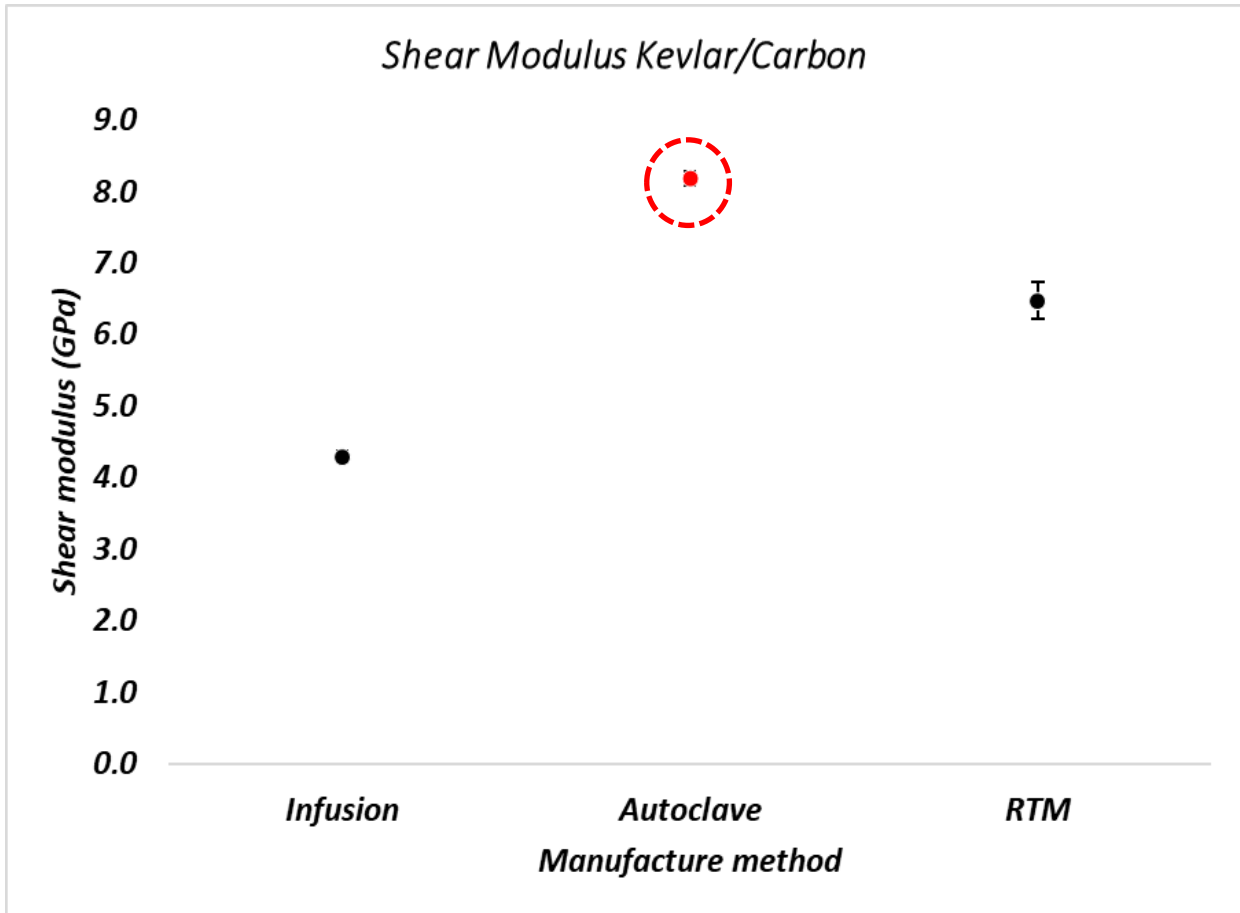 Shear Modulus Kevlar/Carbon
9.0
8.0
7.0
6.0
5.0
4.0
3.0
2.0
1.0
0.0
Shear modulus (GPa)
Infusion Autoclave RTM
Manufacture method